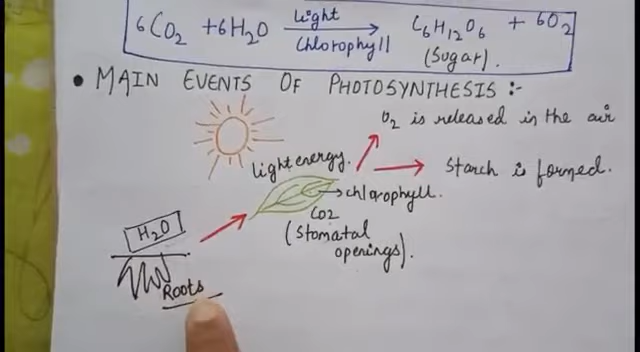 6CO2 + 6H2O Light Chlorophyll C6H12O6 + 6O2
(Sugar).
• MAIN EVENTS OF PHOTOSYNTHESIS :-
O2 is released in the air
light energy.
Starch is formed.
chlorophyll.
CO2
(Stomatal
openings).
H2O
Roots